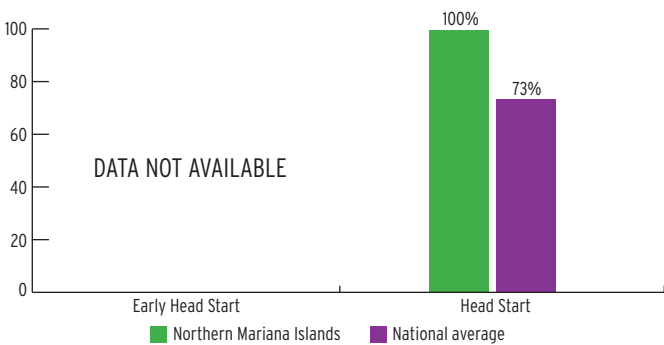 100%
100
80
73%
60
DATA NOT AVAILABLE
40
20
0
Early Head Start Head Start
Northern Mariana Islands National average